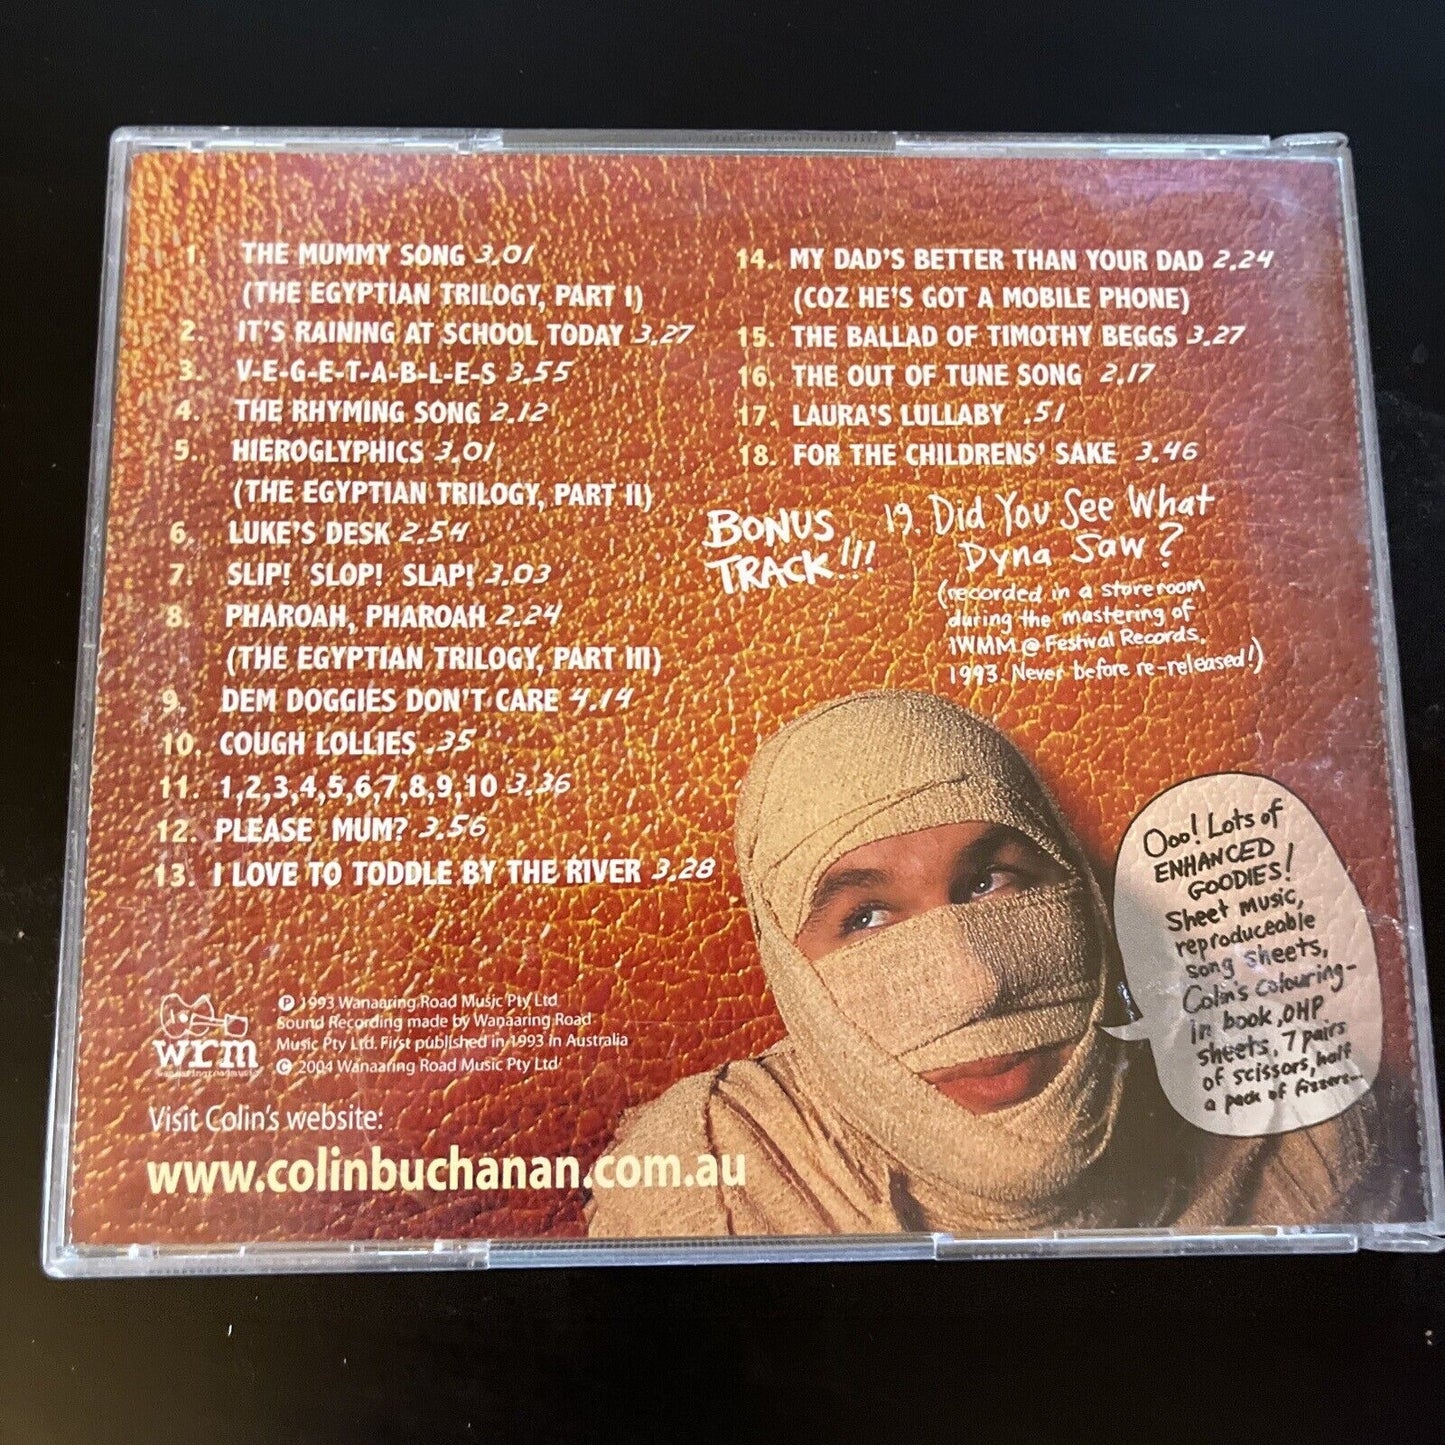 1 THE MUMMY SONG 3.01
(THE EGYPTIAN TRILOGY, PART I)
2. IT'S RAINING AT SCHOOL TODAY 3.27
3. V-E-G-E-T-A-B-L-E-S 3.55
4. THE RHYMING SONG 2.12
5. HIEROGLYPHICS 3.01
(THE EGYPTIAN TRILOGY, PART II)
6. LUKE'S DESK 2.54
7. SLIP! SLOP! SLAP! 3.03
8. PHAROAH, PHAROAH 2.24
(THE EGYPTIAN TRILOGY, PART III)
9. DEM DOGGIES DON'T CARE 4.14
10. COUGH LOLLIES .35
11. 1,2,3,4,5,6,7,8,9,10 3.36
12. PLEASE MUM? 3.56
13. I LOVE TO TODDLE BY THE RIVER 3.28
14. MY DAD'S BETTER THAN YOUR DAD 2.24
(COZ HE'S GOT A MOBILE PHONE)
15. THE BALLAD OF TIMOTHY BEGGS 3.27
16. THE OUT OF TUNE SONG 2.17
17. LAURA'S LULLABY .51
18. FOR THE CHILDRENS' SAKE 3.46
BONUS
TRACK!!!
19. Did You See What
Dyna Saw?
(recorded in a storeroom
during the mastering of
IWMM @ Festival Records.
1993. Never before re-released!)
Ooo! Lots of
ENHANCED
GOODIES!
Sheet music,
reproduceable
song sheets,
Colin's colouring-
in book, OHP
sheets, 7 pairs
of scissors, half
a pack of fizzers...
wrm
℗ 1993 Wanaaring Road Music Pty Ltd
Sound Recording made by Wanaaring Road
Music Pty Ltd. First published in 1993 in Australia
© 2004 Wanaaring Road Music Pty Ltd
Visit Colin's website:
www.colinbuchanan.com.au